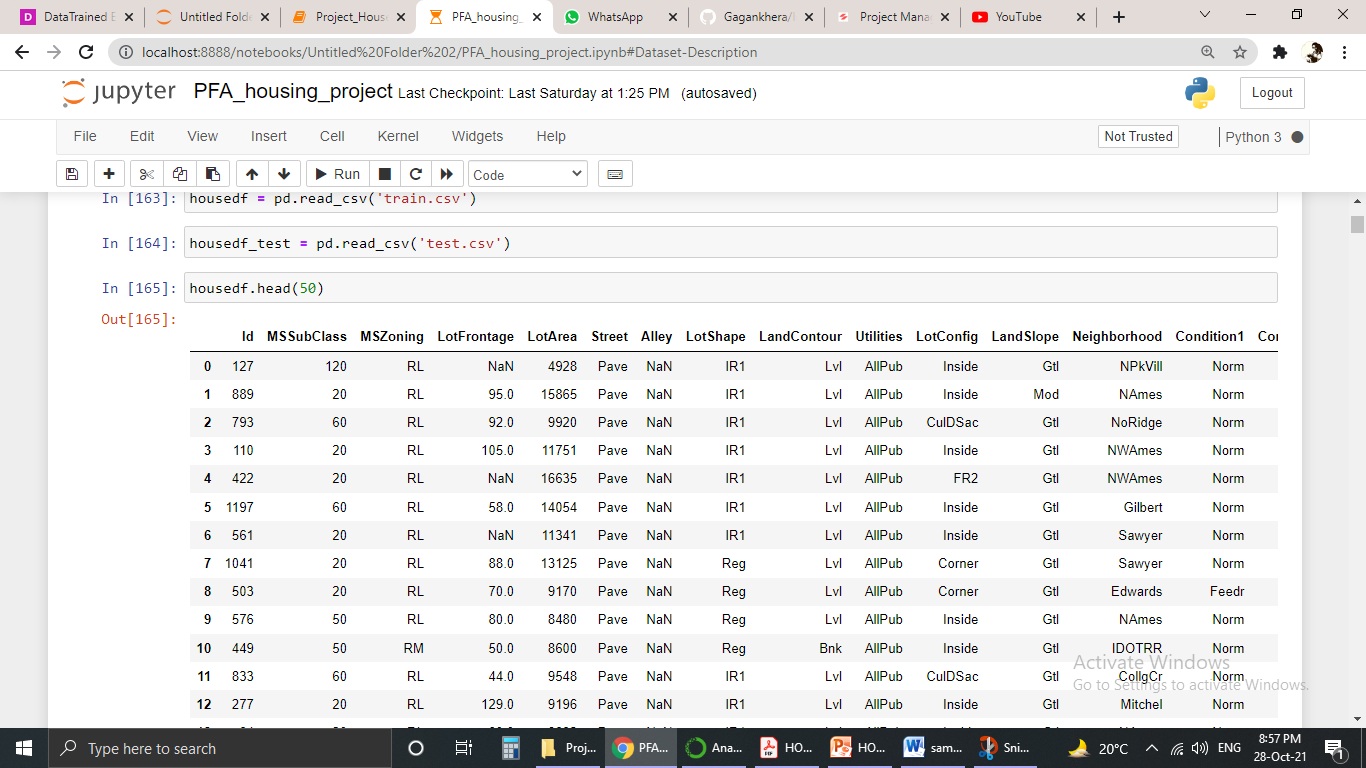 DataTrained E
Untitled Fold
Project_Hous
PFA_housing_
WhatsApp
Gagankhera/
Project Mana
YouTube
localhost:8888/notebooks/Untitled%20Folder%202/PFA_housing_project.ipynb#Dataset-Description
jupyter PFA_housing_project Last Checkpoint: Last Saturday at 1:25 PM (autosaved)
Logout
File Edit View Insert Cell Kernel Widgets Help
Not Trusted
Python 3
Run
Code
In [163]: housedf = pd.read_csv('train.csv')
In [164]: housedf_test = pd.read_csv('test.csv')
In [165]: housedf.head(50)
Out[165]:
Id MSSubClass MSZoning LotFrontage LotArea Street Alley LotShape LandContour Utilities LotConfig LandSlope Neighborhood Condition1 Cor
0 127 120 RL NaN 4928 Pave NaN IR1 Lvl AllPub Inside Gtl NPkVill Norm
1 889 20 RL 95.0 15865 Pave NaN IR1 Lvl AllPub Inside Mod NAmes Norm
2 793 60 RL 92.0 9920 Pave NaN IR1 Lvl AllPub CulDSac Gtl NoRidge Norm
3 110 20 RL 105.0 11751 Pave NaN IR1 Lvl AllPub Inside Gtl NWAmes Norm
4 422 20 RL NaN 16635 Pave NaN IR1 Lvl AllPub FR2 Gtl NWAmes Norm
5 1197 60 RL 58.0 14054 Pave NaN IR1 Lvl AllPub Inside Gtl Gilbert Norm
6 561 20 RL NaN 11341 Pave NaN IR1 Lvl AllPub Inside Gtl Sawyer Norm
7 1041 20 RL 88.0 13125 Pave NaN Reg Lvl AllPub Corner Gtl Sawyer Norm
8 503 20 RL 70.0 9170 Pave NaN Reg Lvl AllPub Corner Gtl Edwards Feedr
9 576 50 RL 80.0 8480 Pave NaN Reg Lvl AllPub Inside Gtl NAmes Norm
10 449 50 RM 50.0 8600 Pave NaN Reg Bnk AllPub Inside Gtl IDOTRR Norm
11 833 60 RL 44.0 9548 Pave NaN IR1 Lvl AllPub CulDSac Gtl CollgCr Norm
12 277 20 RL 129.0 9196 Pave NaN IR1 Lvl AllPub Inside Gtl Mitchel Norm
Activate Windows
Go to Settings to activate Windows.
Type here to search
Proj...
PFA...
Ana...
HO...
HO...
sam...
Sni...
20°C
ENG
8:57 PM
28-Oct-21
1